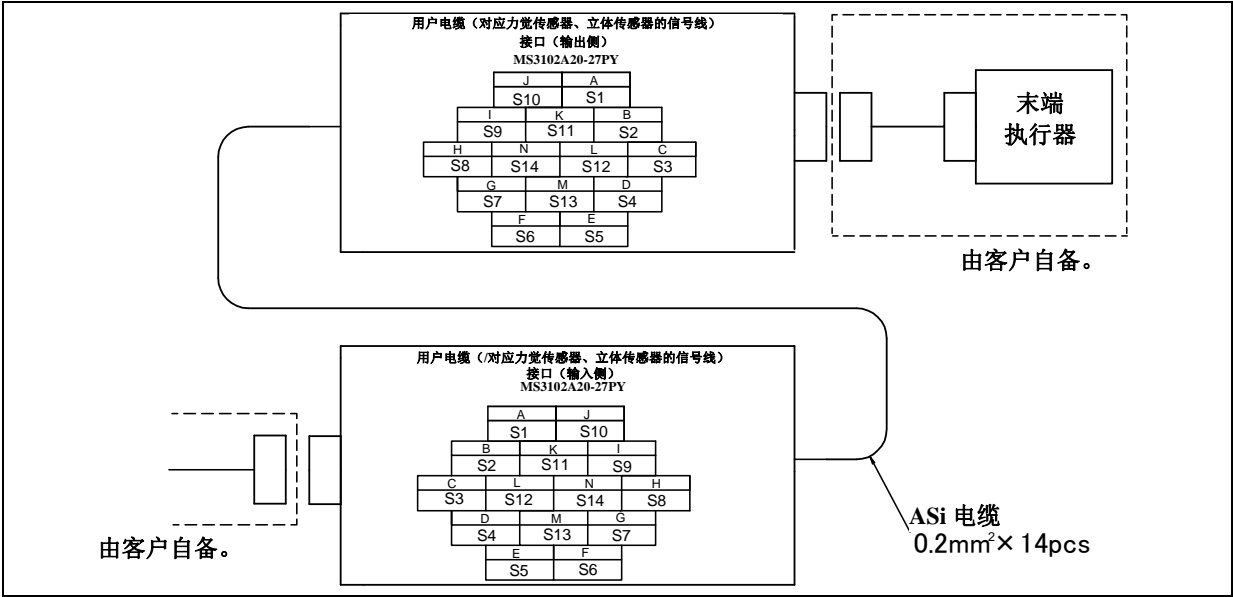 用户电缆（对应力觉传感器、立体传感器的信号线）
接口（输出侧）
MS3102A20-27PY
J A
S10 S1
I K B
S9 S11 S2
H N L C
S8 S14 S12 S3
G M D
S7 S13 S4
F E
S6 S5
末端
执行器
由客户自备。
用户电缆（/对应力觉传感器、立体传感器的信号线）
接口（输入侧）
MS3102A20-27PY
A J
S1 S10
B K I
S2 S11 S9
C L N H
S3 S12 S14 S8
D M G
S4 S13 S7
E F
S5 S6
由客户自备。
ASi 电缆
0.2mm²×14pcs